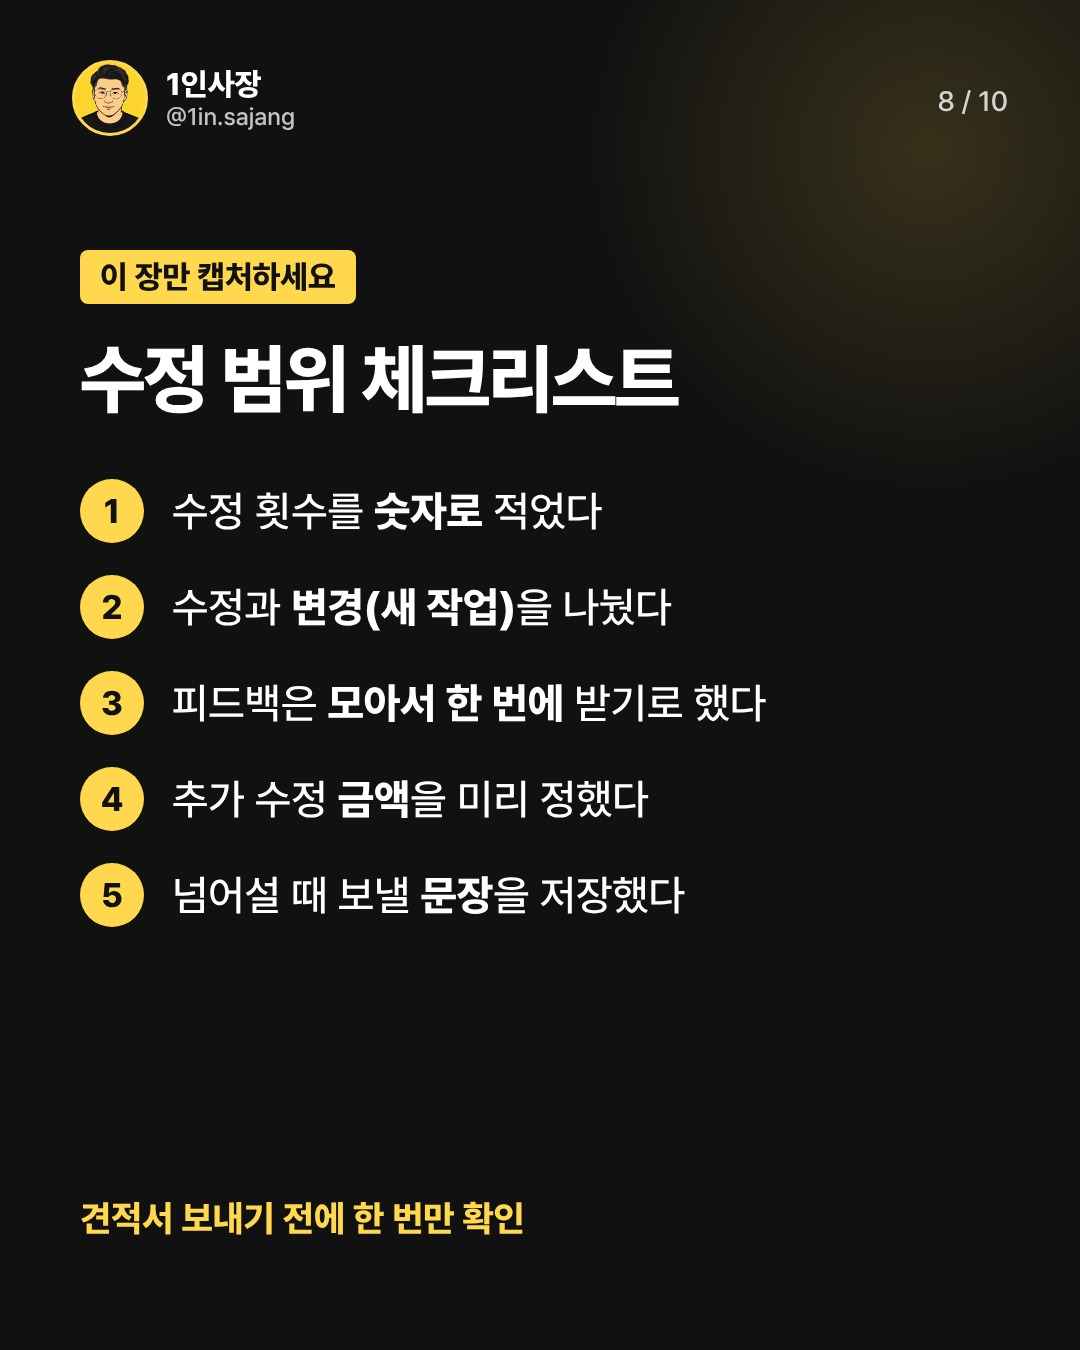 1인사장
@1in.sajang
8 / 10
이 장만 캡처하세요
수정 범위 체크리스트
1 수정 횟수를 숫자로 적었다
2 수정과 변경(새 작업)을 나눴다
3 피드백은 모아서 한 번에 받기로 했다
4 추가 수정 금액을 미리 정했다
5 넘어설 때 보낼 문장을 저장했다
견적서 보내기 전에 한 번만 확인